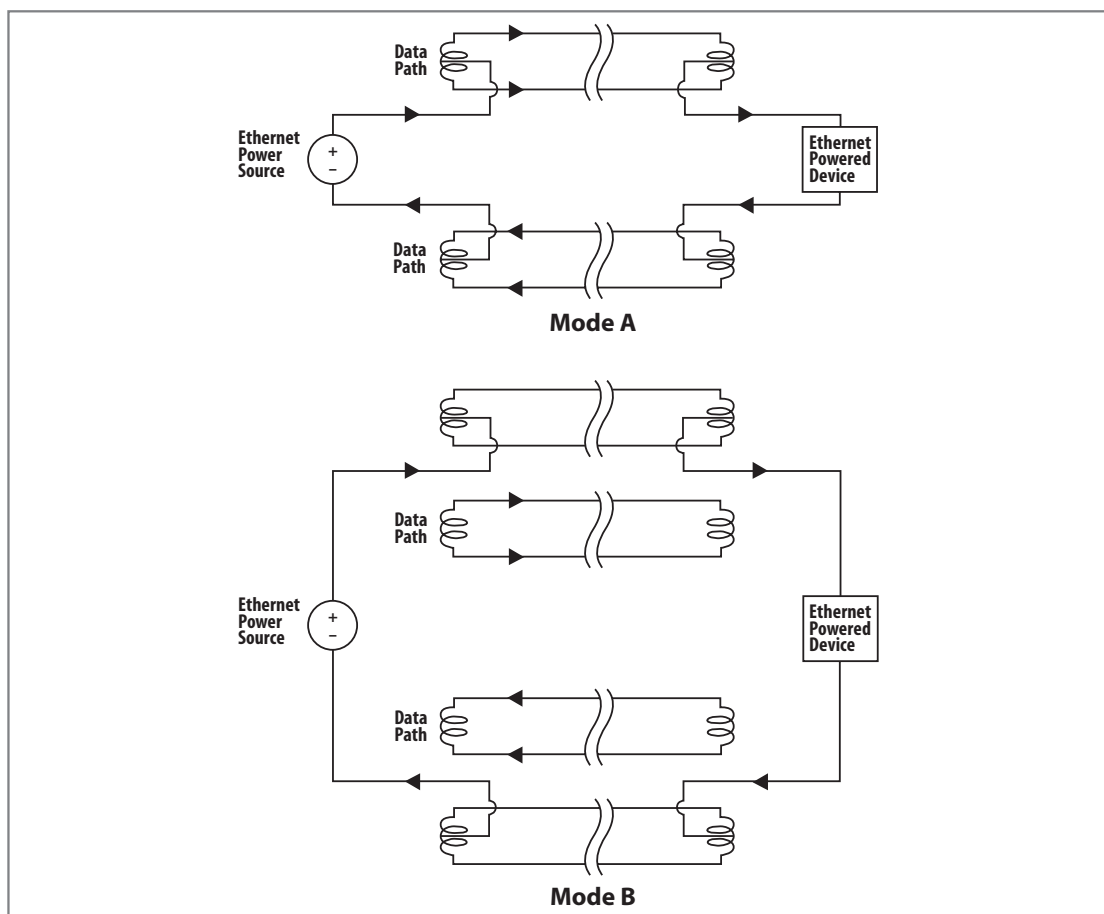 Data
Path
Ethernet
Power
Source
+
–
Ethernet
Powered
Device
Data
Path
Mode A
Data
Path
Ethernet
Power
Source
+
–
Ethernet
Powered
Device
Data
Path
Mode B